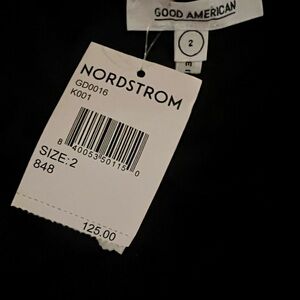 GOOD AMERICAN
2
NORDSTROM
GD0016
K001
8 40053 50115 0
SIZE:2
848
125.00